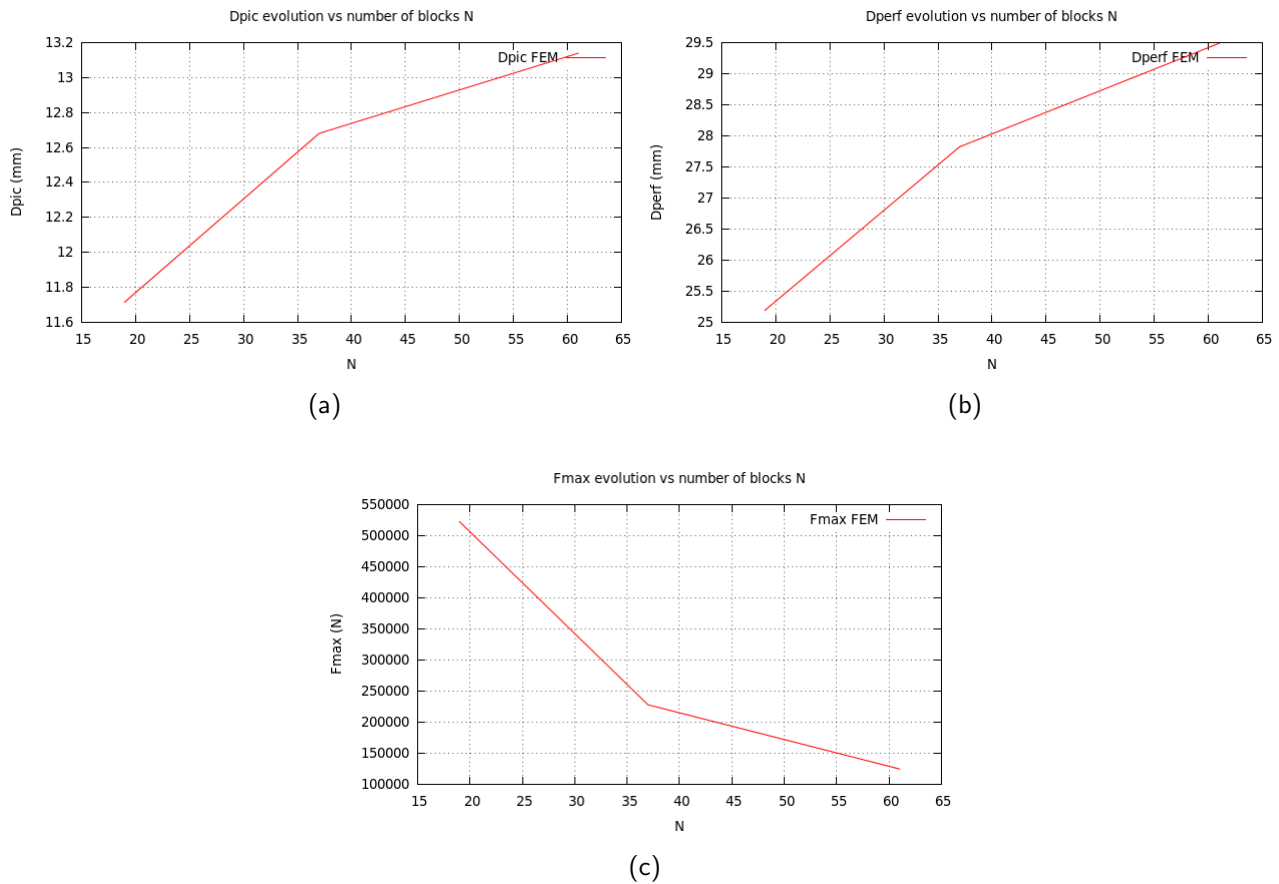 Dpic evolution vs number of blocks N
13.2
13
12.8
12.6
12.4
12.2
12
11.8
11.6
Dpic (mm)
Dpic FEM
15 20 25 30 35 40 45 50 55 60 65
N
(a)
Dperf evolution vs number of blocks N
29.5
29
28.5
28
27.5
27
26.5
26
25.5
25
Dperf (mm)
Dperf FEM
15 20 25 30 35 40 45 50 55 60 65
N
(b)
Fmax evolution vs number of blocks N
550000
500000
450000
400000
350000
300000
250000
200000
150000
100000
Fmax (N)
Fmax FEM
15 20 25 30 35 40 45 50 55 60 65
N
(c)